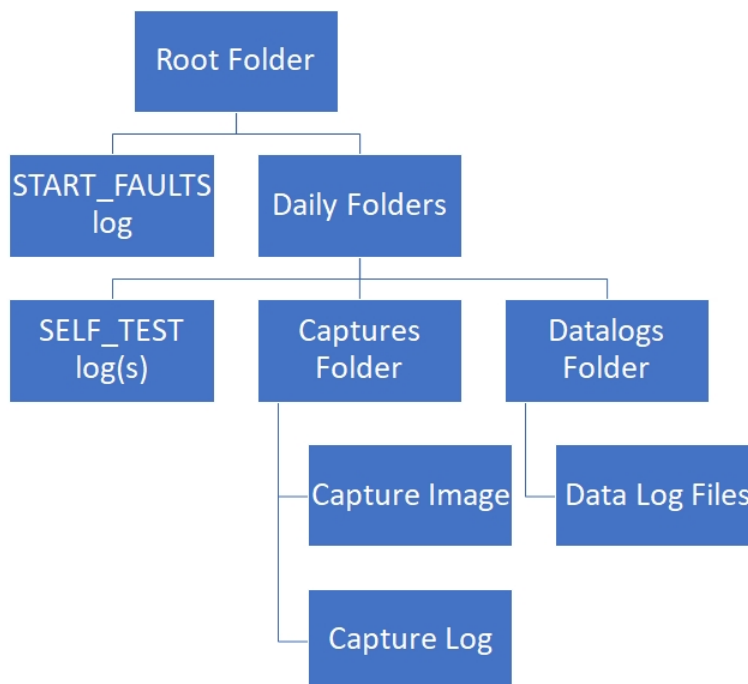 Root Folder
START_FAULTS
log
Daily Folders
SELF_TEST
log(s)
Captures
Folder
Datalogs
Folder
Capture Image
Data Log Files
Capture Log